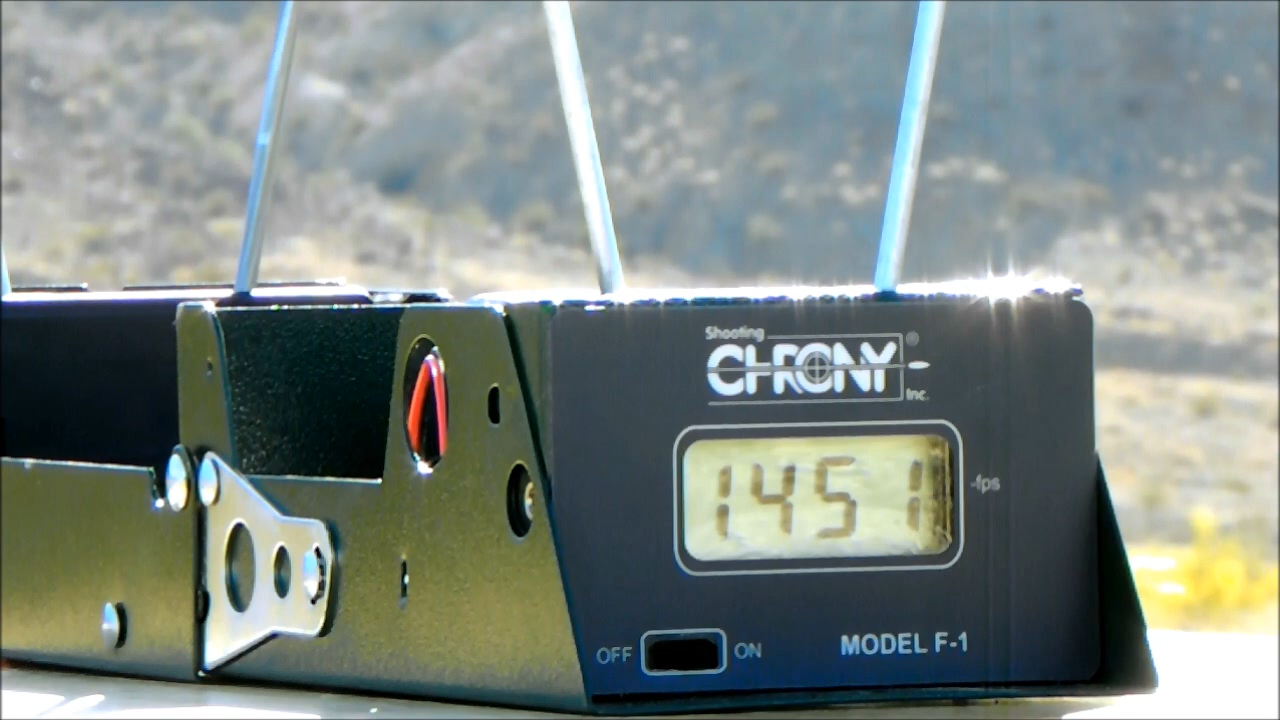 Shooting
CHRONY ®
Inc.
1451
-fps
OFF ON
MODEL F-1